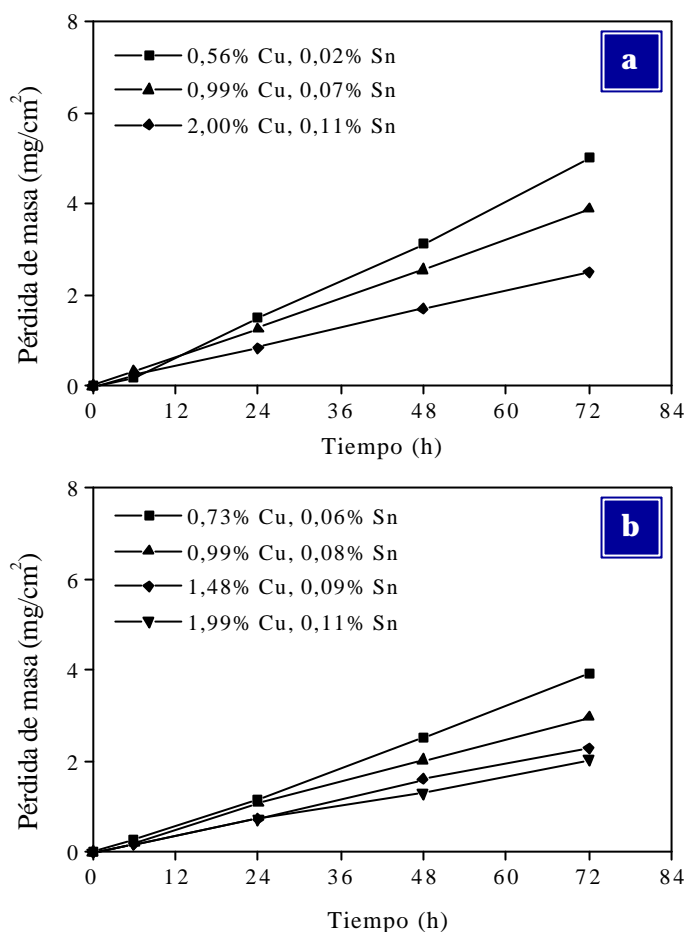 8
6
4
2
0
Pérdida de masa (mg/cm²)
0,56% Cu, 0,02% Sn
0,99% Cu, 0,07% Sn
2,00% Cu, 0,11% Sn
a
0 12 24 36 48 60 72 84
Tiempo (h)
8
6
4
2
0
Pérdida de masa (mg/cm²)
0,73% Cu, 0,06% Sn
0,99% Cu, 0,08% Sn
1,48% Cu, 0,09% Sn
1,99% Cu, 0,11% Sn
b
0 12 24 36 48 60 72 84
Tiempo (h)